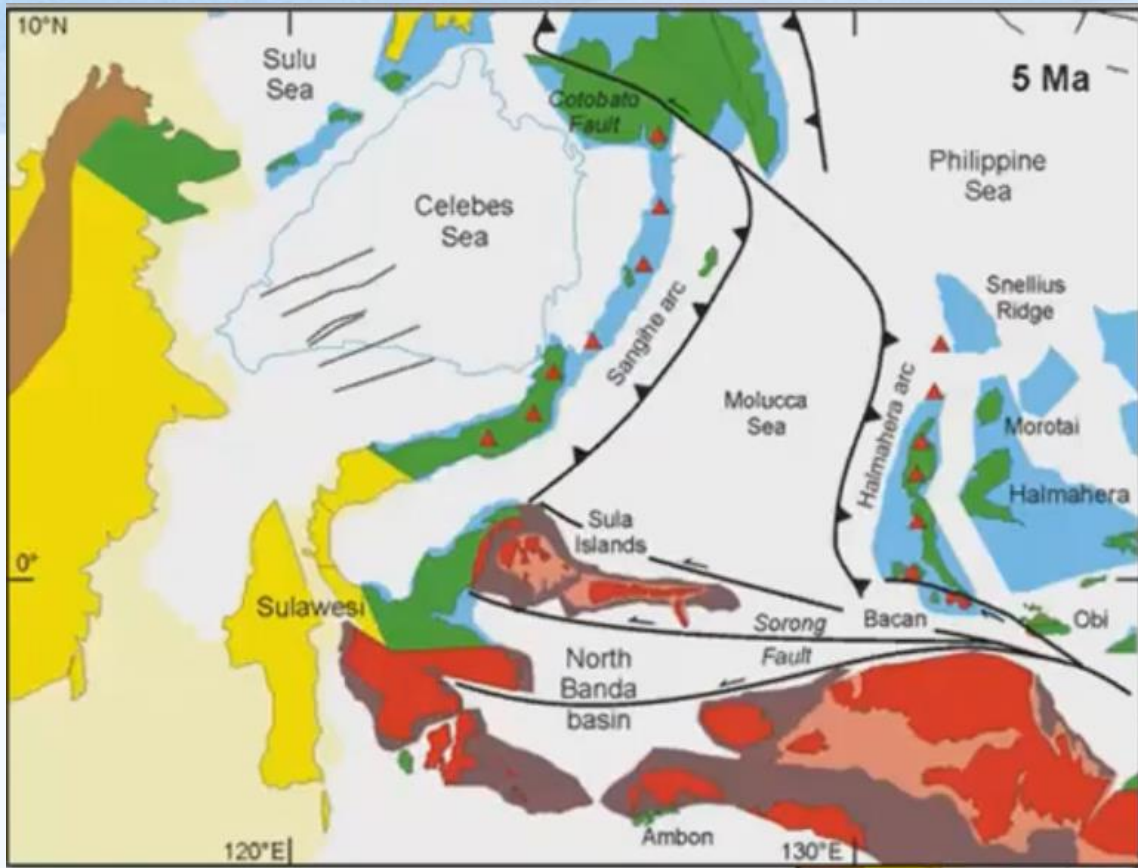 10°N
Sulu
Sea
5 Ma
Cotobato
Fault
Philippine
Sea
Celebes
Sea
Snellius
Ridge
Sangihe arc
Molucca
Sea
Halmahera arc
Morotai
Halmahera
Sula
Islands
0°
Sulawesi
Sorong
Fault
Bacan
Obi
North
Banda
basin
Ambon
120°E
130°E